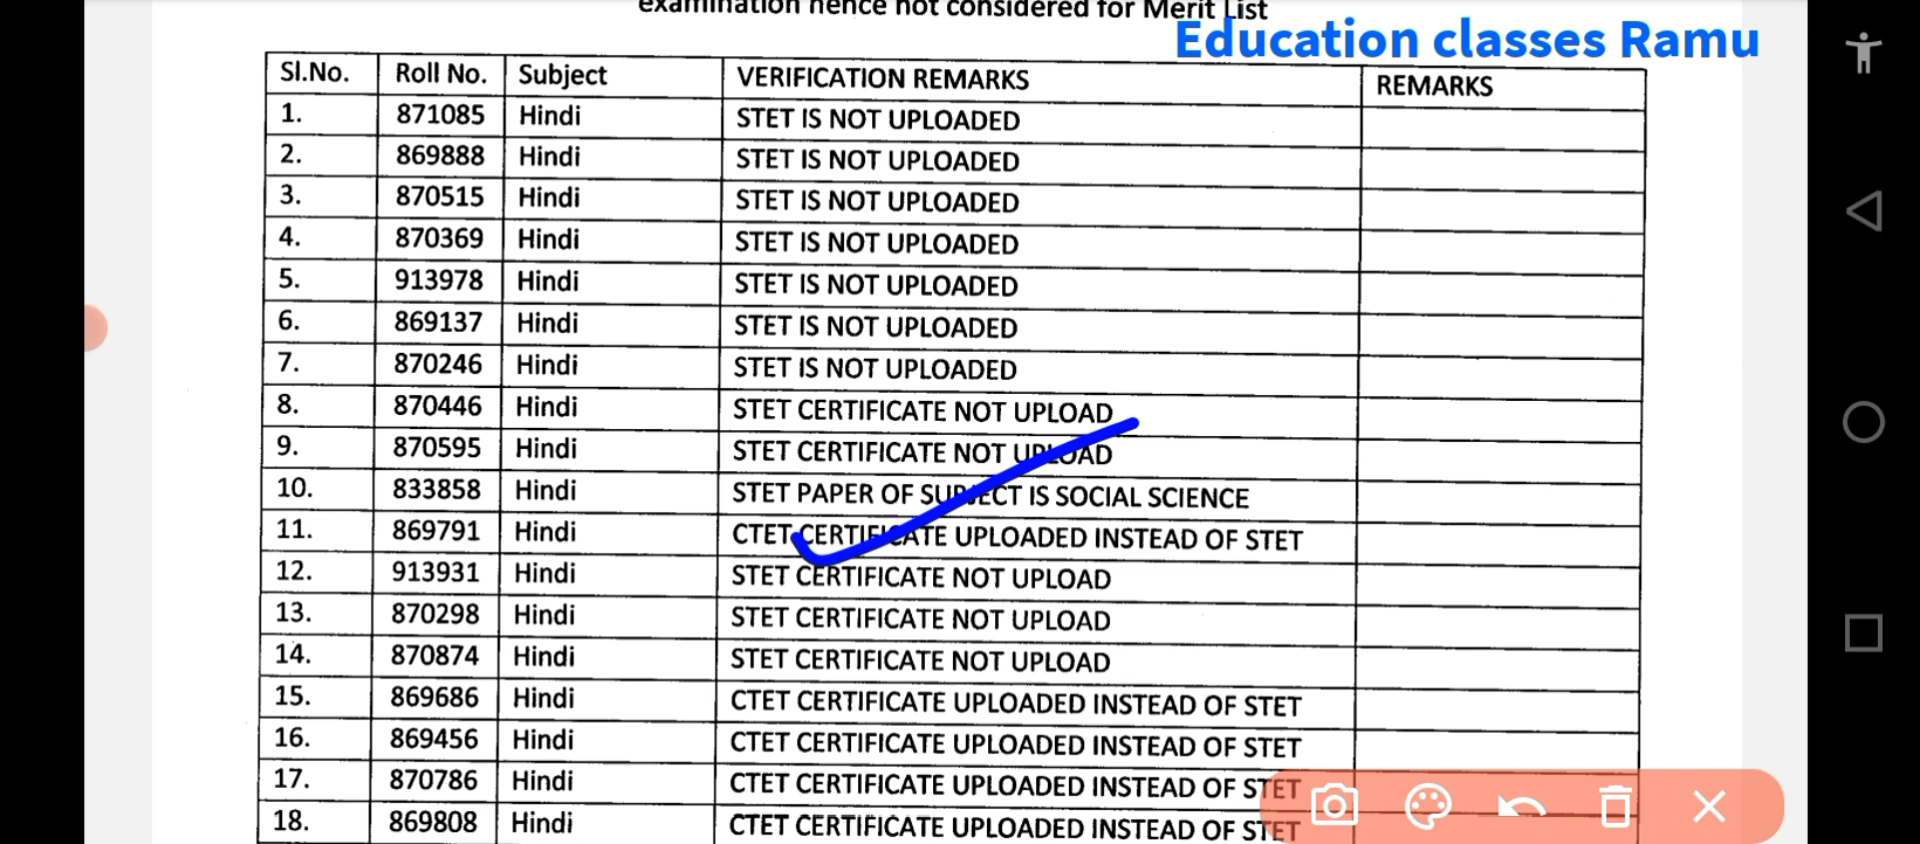 examination hence not considered for Merit List
Education classes Ramu
Sl.No. Roll No. Subject VERIFICATION REMARKS REMARKS
1. 871085 Hindi STET IS NOT UPLOADED
2. 869888 Hindi STET IS NOT UPLOADED
3. 870515 Hindi STET IS NOT UPLOADED
4. 870369 Hindi STET IS NOT UPLOADED
5. 913978 Hindi STET IS NOT UPLOADED
6. 869137 Hindi STET IS NOT UPLOADED
7. 870246 Hindi STET IS NOT UPLOADED
8. 870446 Hindi STET CERTIFICATE NOT UPLOAD
9. 870595 Hindi STET CERTIFICATE NOT UPLOAD
10. 833858 Hindi STET PAPER OF SUBJECT IS SOCIAL SCIENCE
11. 869791 Hindi CTET CERTIFICATE UPLOADED INSTEAD OF STET
12. 913931 Hindi STET CERTIFICATE NOT UPLOAD
13. 870298 Hindi STET CERTIFICATE NOT UPLOAD
14. 870874 Hindi STET CERTIFICATE NOT UPLOAD
15. 869686 Hindi CTET CERTIFICATE UPLOADED INSTEAD OF STET
16. 869456 Hindi CTET CERTIFICATE UPLOADED INSTEAD OF STET
17. 870786 Hindi CTET CERTIFICATE UPLOADED INSTEAD OF STET
18. 869808 Hindi CTET CERTIFICATE UPLOADED INSTEAD OF STET